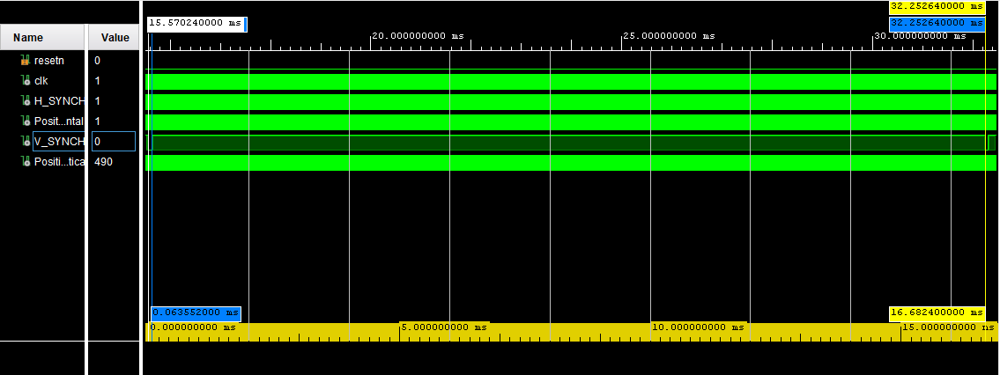 32.252640000 ms
15.570240000 ms
32.252640000 ms
Name
Value
20.000000000 ms
25.000000000 ms
30.000000000 ms
resetn
0
clk
1
H_SYNCH
1
Posit...ntal
1
V_SYNCH
0
Positi...tica
490
0.063552000 ms
16.682400000 ms
0.000000000 ms
5.000000000 ms
10.000000000 ms
15.000000000 ms